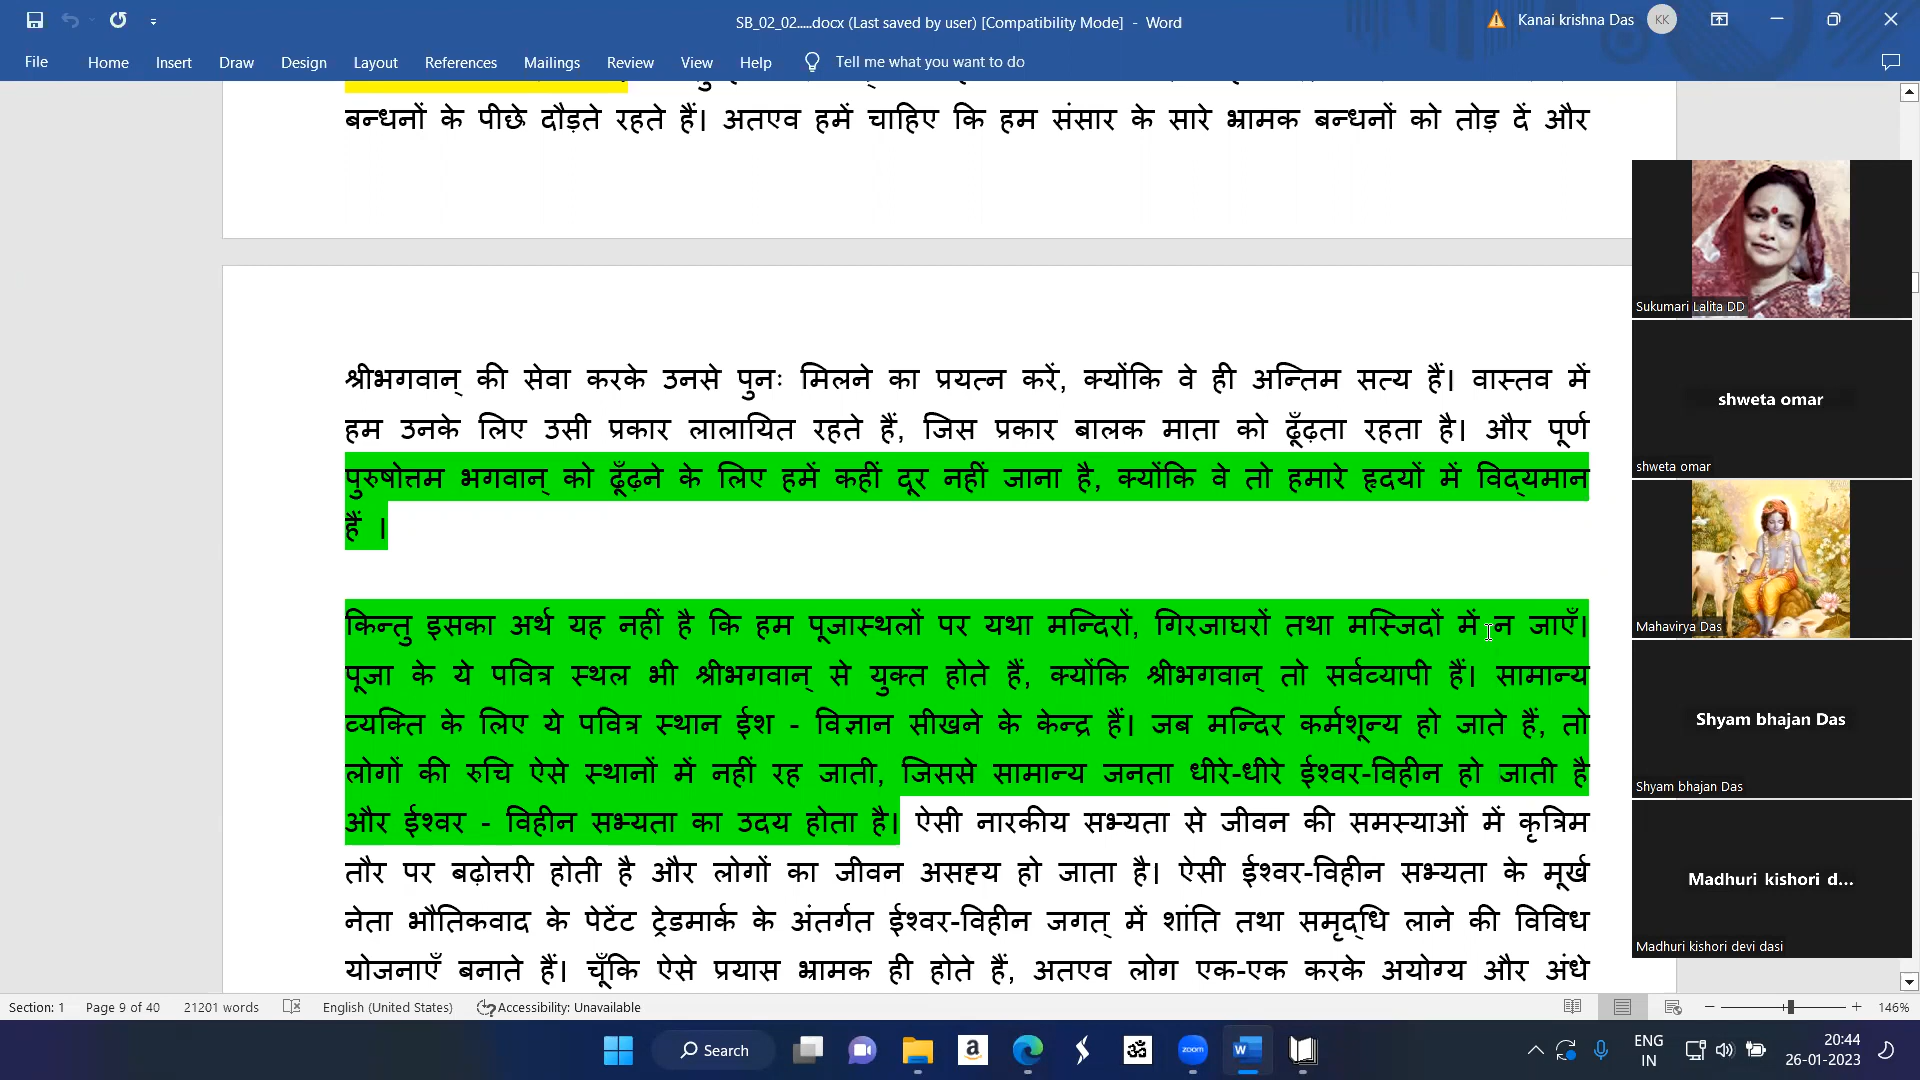 SB_02_02.....docx (Last saved by user) [Compatibility Mode] - Word
Kanai krishna Das
KK
File Home Insert Draw Design Layout References Mailings Review View Help Tell me what you want to do
बन्धनों के पीछे दौड़ते रहते हैं। अतएव हमें चाहिए कि हम संसार के सारे भ्रामक बन्धनों को तोड़ दें और
श्रीभगवान् की सेवा करके उनसे पुनः मिलने का प्रयत्न करें, क्योंकि वे ही अन्तिम सत्य हैं। वास्तव में
हम उनके लिए उसी प्रकार लालायित रहते हैं, जिस प्रकार बालक माता को ढूँढ़ता रहता है। और पूर्ण
पुरुषोत्तम भगवान् को ढूँढ़ने के लिए हमें कहीं दूर नहीं जाना है, क्योंकि वे तो हमारे हृदयों में विद्यमान
हैं ।
किन्तु इसका अर्थ यह नहीं है कि हम पूजास्थलों पर यथा मन्दिरों, गिरजाघरों तथा मस्जिदों में न जाएँ।
पूजा के ये पवित्र स्थल भी श्रीभगवान् से युक्त होते हैं, क्योंकि श्रीभगवान् तो सर्वव्यापी हैं। सामान्य
व्यक्ति के लिए ये पवित्र स्थान ईश - विज्ञान सीखने के केन्द्र हैं। जब मन्दिर कर्मशून्य हो जाते हैं, तो
लोगों की रुचि ऐसे स्थानों में नहीं रह जाती, जिससे सामान्य जनता धीरे-धीरे ईश्वर-विहीन हो जाती है
और ईश्वर - विहीन सभ्यता का उदय होता है। ऐसी नारकीय सभ्यता से जीवन की समस्याओं में कृत्रिम
तौर पर बढ़ोत्तरी होती है और लोगों का जीवन असह्य हो जाता है। ऐसी ईश्वर-विहीन सभ्यता के मूर्ख
नेता भौतिकवाद के पेटेंट ट्रेडमार्क के अंतर्गत ईश्वर-विहीन जगत् में शांति तथा समृद्धि लाने की विविध
योजनाएँ बनाते हैं। चूँकि ऐसे प्रयास भ्रामक ही होते हैं, अतएव लोग एक-एक करके अयोग्य और अंधे
Sukumari Lalita DD
shweta omar
shweta omar
Mahavirya Das
Shyam bhajan Das
Shyam bhajan Das
Madhuri kishori d...
Madhuri kishori devi dasi
Section: 1 Page 9 of 40 21201 words English (United States) Accessibility: Unavailable 146%
Search
a
ॐ
zoom
W
ENG
IN
20:44
26-01-2023